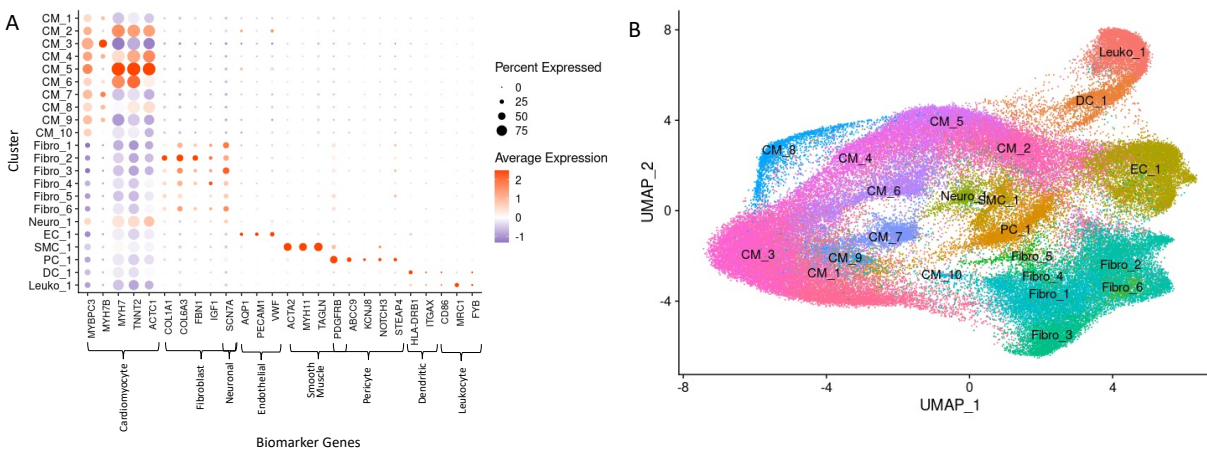 A
CM_1
CM_2
CM_3
CM_4
CM_5
CM_6
CM_7
CM_8
CM_9
CM_10
Fibro_1
Fibro_2
Fibro_3
Fibro_4
Fibro_5
Fibro_6
Neuro_1
EC_1
SMC_1
PC_1
DC_1
Leuko_1
Cluster
MYBPC3
MYH7B
MYH7
TNNT2
ACTC1
COL1A1
COL6A3
FBN1
IGF1
SCN7A
AQP1
PECAM1
VWF
ACTA2
MYH11
TAGLN
PDGFRB
ABCC9
KCNJ8
NOTCH3
STEAP4
HLA-DRB1
ITGAX
CD86
MRC1
FYB
Cardiomyocyte
Fibroblast
Neuronal
Endothelial
Smooth
Muscle
Pericyte
Dendritic
Leukocyte
Biomarker Genes
Percent Expressed
0
25
50
75
Average Expression
2
1
0
-1
B
8
4
0
-4
UMAP_2
-8
-4
0
4
UMAP_1
Leuko_1
DC_1
CM_5
CM_2
CM_8
CM_4
EC_1
CM_6
Neuro_1
SMC_1
PC_1
CM_7
CM_3
CM_9
CM_1
CM_10
Fibro_5
Fibro_2
Fibro_4
Fibro_1
Fibro_6
Fibro_3